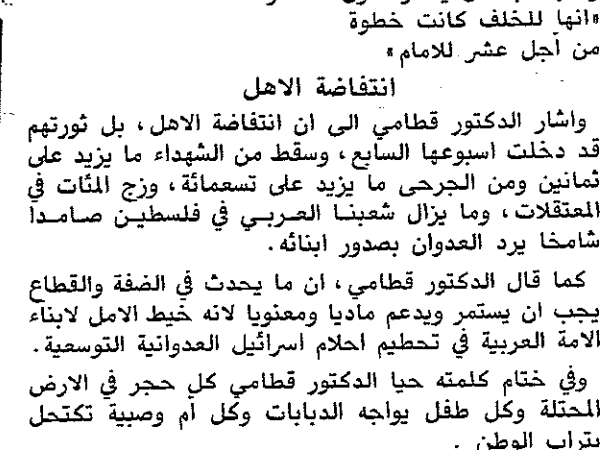 «انها للخلف كانت خطوة
من أجل عشر للامام»
انتفاضة الاهل
واشار الدكتور قطامي الى ان انتفاضة الاهل، بل ثورتهم
قد دخلت اسبوعها السابع، وسقط من الشهداء ما يزيد على
ثمانين ومن الجرحى ما يزيد على تسعمائة، وزج المئات في
المعتقلات، وما يزال شعبنا العربي في فلسطين صامدا
شامخا يرد العدوان بصدور ابنائه.
كما قال الدكتور قطامي، ان ما يحدث في الضفة والقطاع
يجب ان يستمر ويدعم ماديا ومعنويا لانه خيط الامل لابناء
الامة العربية في تحطيم احلام اسرائيل العدوانية التوسعية.
وفي ختام كلمته حيا الدكتور قطامي كل حجر في الارض
المحتلة وكل طفل يواجه الدبابات وكل أم وصبية تكتحل
بتراب الوطن.